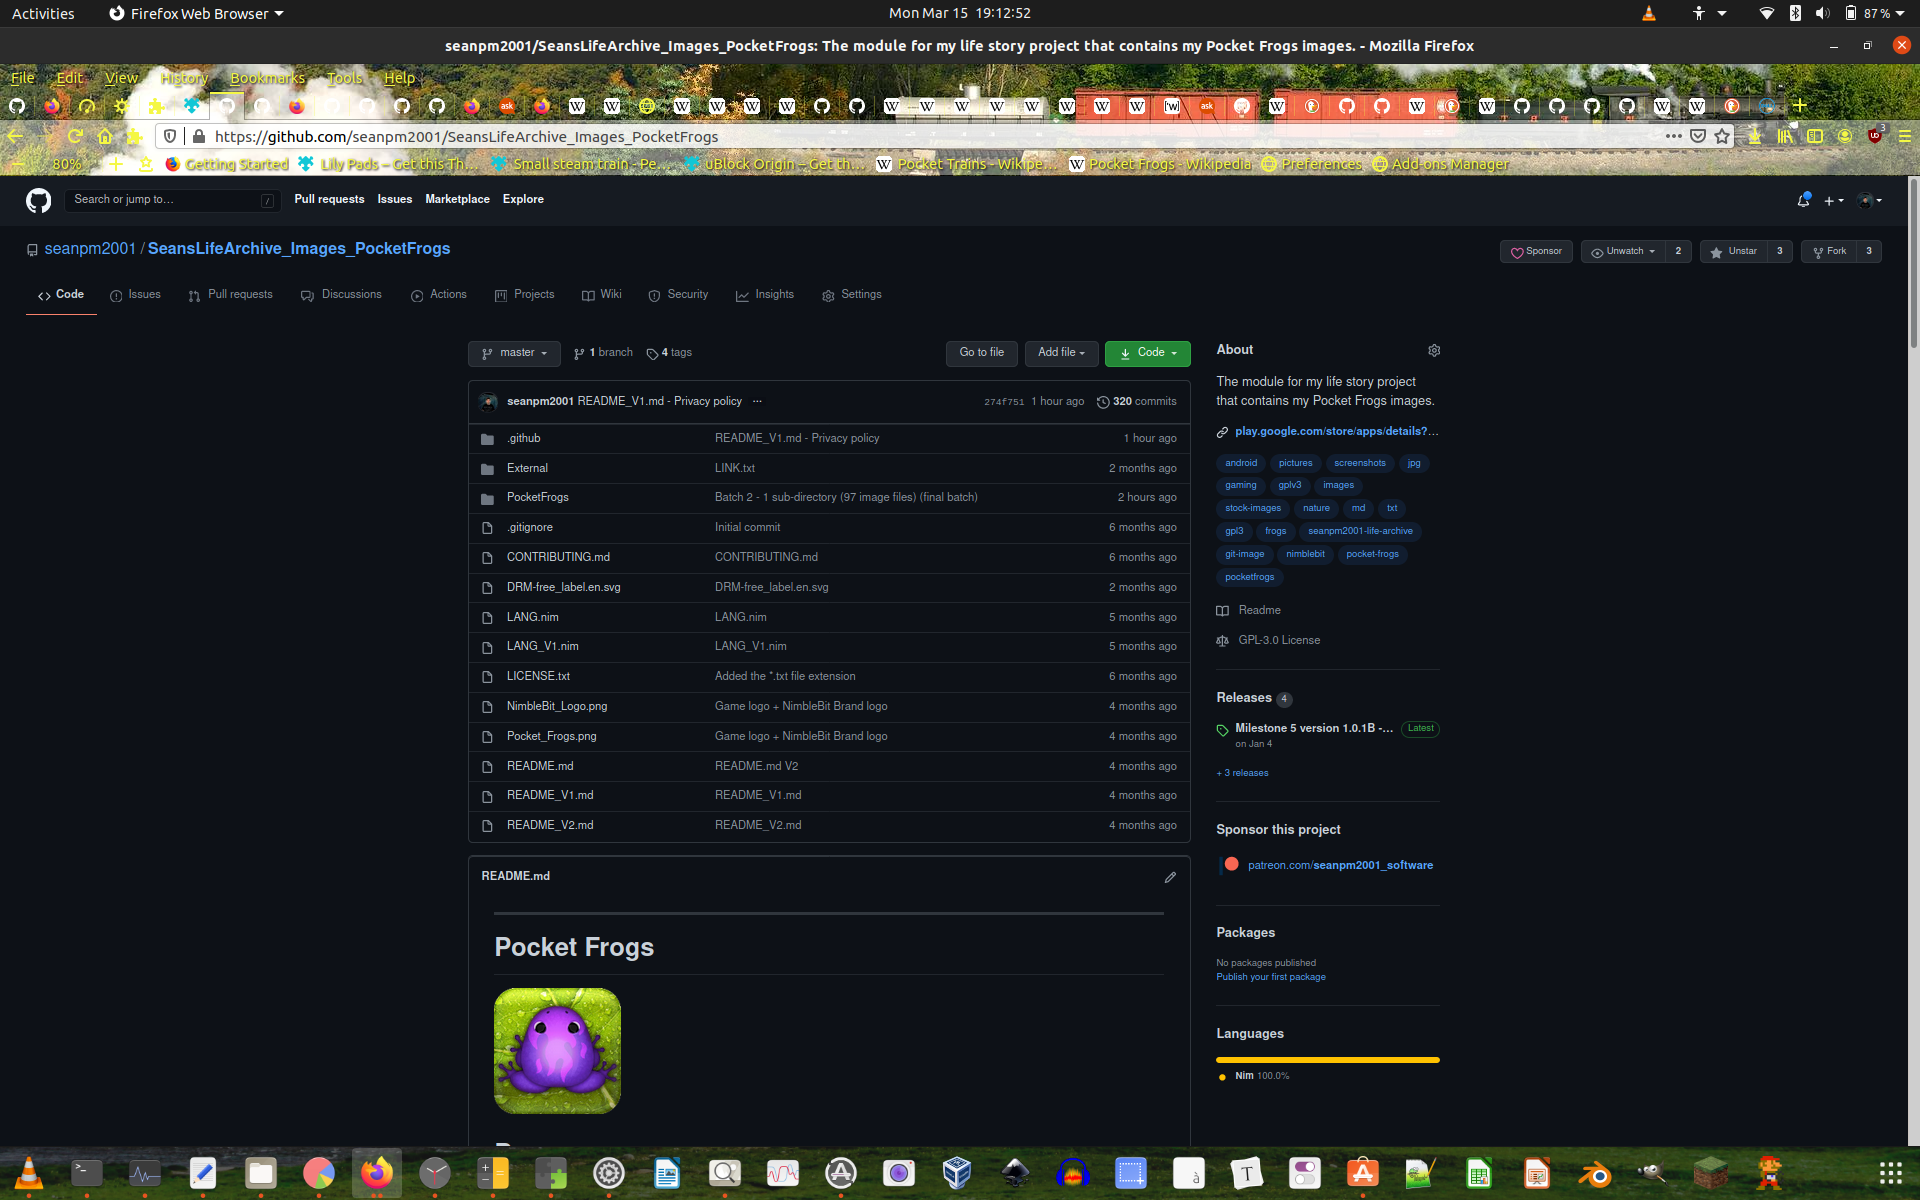 Activities
Firefox Web Browser
Mon Mar 15 19:12:52
87 %
seanpm2001/SeansLifeArchive_Images_PocketFrogs: The module for my life story project that contains my Pocket Frogs images. - Mozilla Firefox
File Edit View History Bookmarks Tools Help
https://github.com/seanpm2001/SeansLifeArchive_Images_PocketFrogs
3
80%
Getting Started
Lily Pads – Get this Th…
Small steam train - Pe…
uBlock Origin – Get th…
Pocket Trains - Wikipe…
Pocket Frogs - Wikipedia
Preferences
Add-ons Manager
Search or jump to…
/
Pull requests Issues Marketplace Explore
seanpm2001 / SeansLifeArchive_Images_PocketFrogs
Sponsor
Unwatch 2
Unstar 3
Fork 3
Code Issues Pull requests Discussions Actions Projects Wiki Security Insights Settings
master
1 branch
4 tags
Go to file
Add file
Code
seanpm2001 README_V1.md - Privacy policy ···
274f751 1 hour ago
320 commits
.github README_V1.md - Privacy policy 1 hour ago
External LINK.txt 2 months ago
PocketFrogs Batch 2 - 1 sub-directory (97 image files) (final batch) 2 hours ago
.gitignore Initial commit 6 months ago
CONTRIBUTING.md CONTRIBUTING.md 6 months ago
DRM-free_label.en.svg DRM-free_label.en.svg 2 months ago
LANG.nim LANG.nim 5 months ago
LANG_V1.nim LANG_V1.nim 5 months ago
LICENSE.txt Added the *.txt file extension 6 months ago
NimbleBit_Logo.png Game logo + NimbleBit Brand logo 4 months ago
Pocket_Frogs.png Game logo + NimbleBit Brand logo 4 months ago
README.md README.md V2 4 months ago
README_V1.md README_V1.md 4 months ago
README_V2.md README_V2.md 4 months ago
README.md
Pocket Frogs
About
The module for my life story project
that contains my Pocket Frogs images.
play.google.com/store/apps/details?…
android pictures screenshots jpg
gaming gplv3 images
stock-images nature md txt
gpl3 frogs seanpm2001-life-archive
git-image nimblebit pocket-frogs
pocketfrogs
Readme
GPL-3.0 License
Releases 4
Milestone 5 version 1.0.1B -… Latest
on Jan 4
+ 3 releases
Sponsor this project
patreon.com/seanpm2001_software
Packages
No packages published
Publish your first package
Languages
Nim 100.0%